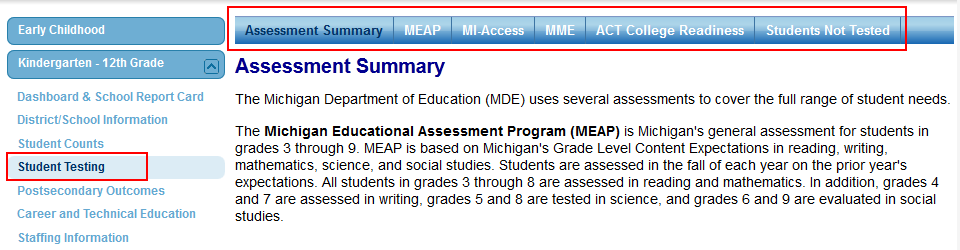 Early Childhood
Kindergarten - 12th Grade
Dashboard & School Report Card
District/School Information
Student Counts
Student Testing
Postsecondary Outcomes
Career and Technical Education
Staffing Information
Assessment Summary MEAP MI-Access MME ACT College Readiness Students Not Tested
Assessment Summary
The Michigan Department of Education (MDE) uses several assessments to cover the full range of student needs.
The Michigan Educational Assessment Program (MEAP) is Michigan's general assessment for students in
grades 3 through 9. MEAP is based on Michigan's Grade Level Content Expectations in reading, writing,
mathematics, science, and social studies. Students are assessed in the fall of each year on the prior year's
expectations. All students in grades 3 through 8 are assessed in reading and mathematics. In addition, grades 4
and 7 are assessed in writing, grades 5 and 8 are tested in science, and grades 6 and 9 are evaluated in social
studies.